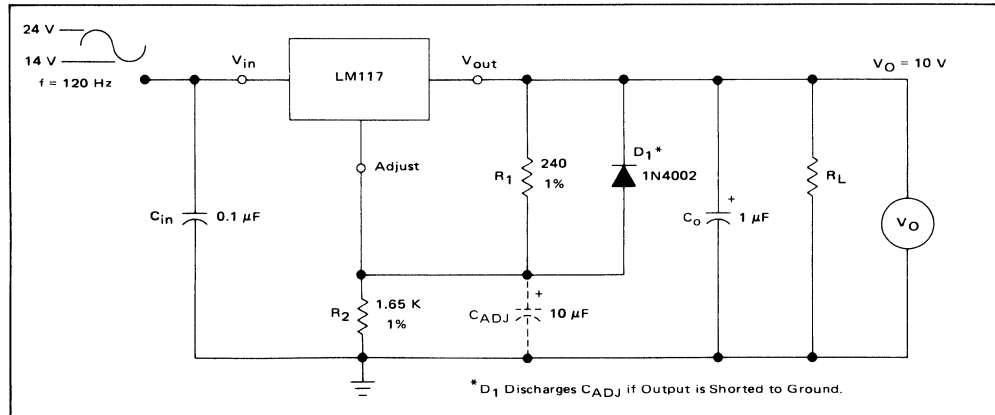 24 V
14 V
f = 120 Hz
Vin
LM117
Vout
VO = 10 V
Adjust
Cin
0.1 μF
R1
240
1%
D1*
1N4002
Co
+
1 μF
RL
VO
R2
1.65 K
1%
CADJ
+
10 μF
*D1 Discharges CADJ if Output is Shorted to Ground.